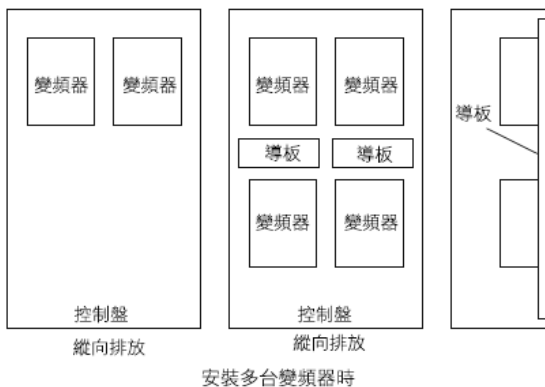 變頻器 變頻器
控制盤
縱向排放
變頻器 變頻器
導板 導板
變頻器 變頻器
控制盤
縱向排放
導板
安裝多台變頻器時